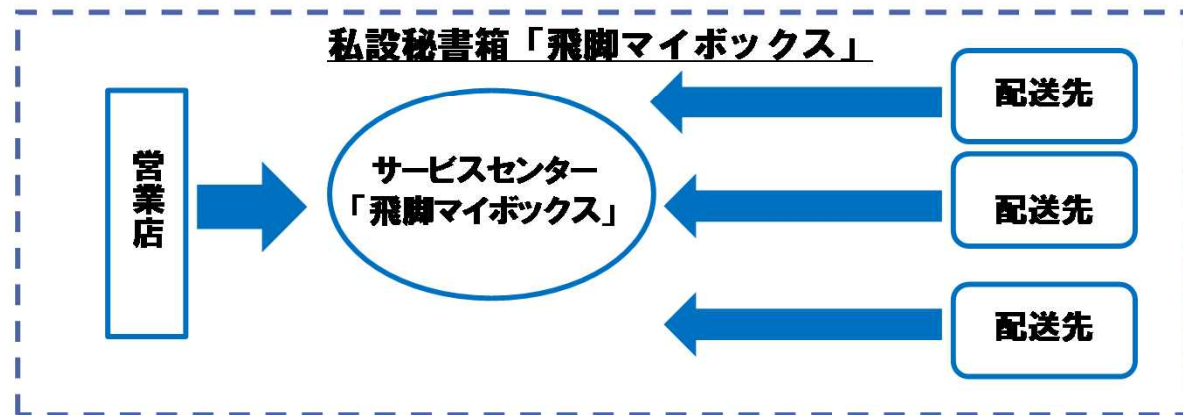 私設秘書箱「飛脚マイボックス」
営業店
サービスセンター
「飛脚マイボックス」
配送先
配送先
配送先